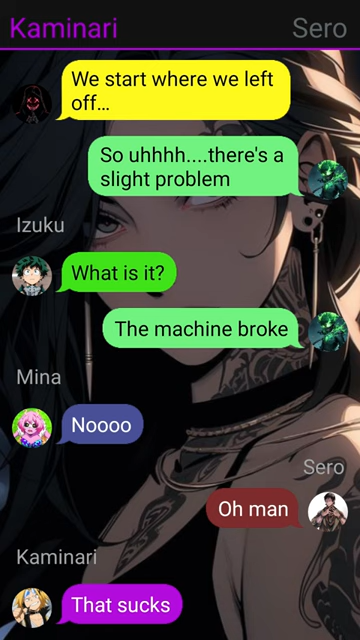 Kaminari
Sero
We start where we left
off...
So uhhhh....there's a
slight problem
Izuku
What is it?
The machine broke
Mina
Noooo
Sero
Oh man
Kaminari
That sucks